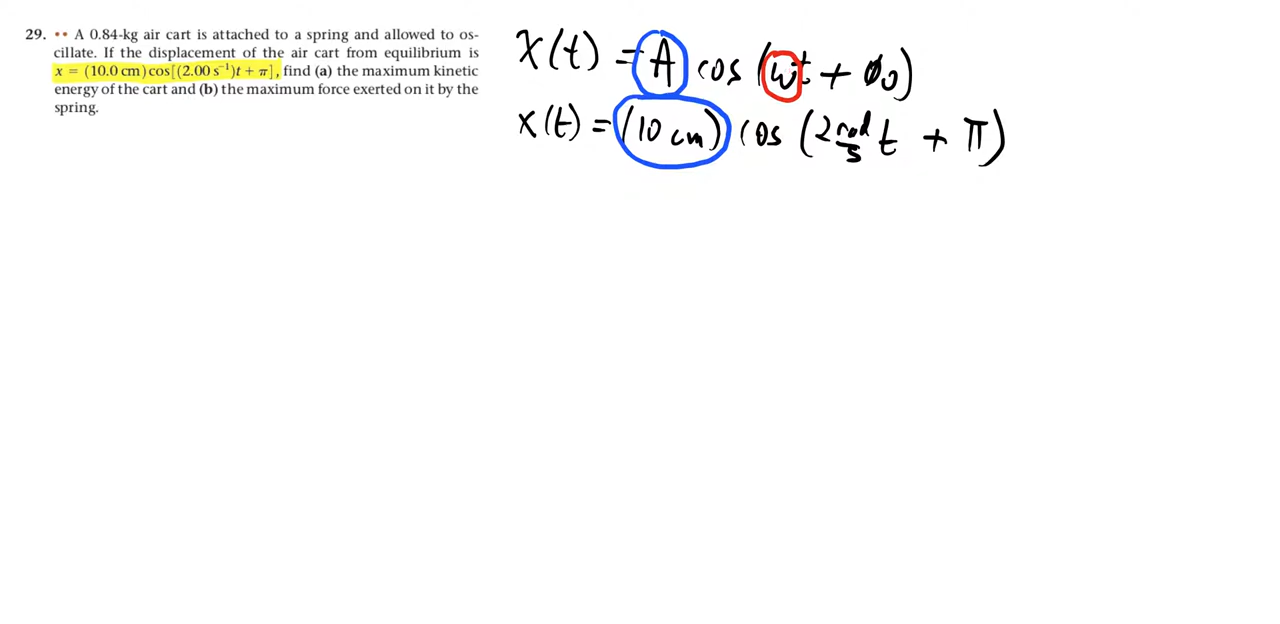 29. •• A 0.84-kg air cart is attached to a spring and allowed to os-
cillate. If the displacement of the air cart from equilibrium is
x = (10.0 cm) cos[(2.00 s⁻¹)t + π], find (a) the maximum kinetic
energy of the cart and (b) the maximum force exerted on it by the
spring.
X(t) = A cos (ωt + ϕ₀)
X(t) = (10 cm) cos (2 rad/s t + π)